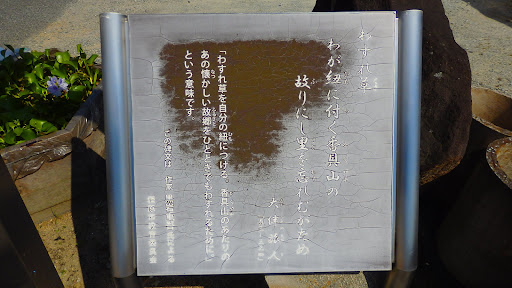 わすれ草
わが紐に付く香具山の
故りにし里を忘れむがため
大伴旅人
「わすれ草を自分の紐につける、香具山のあたりの
あの懐かしい故郷をひとときでもわすれるために」
という意味です。